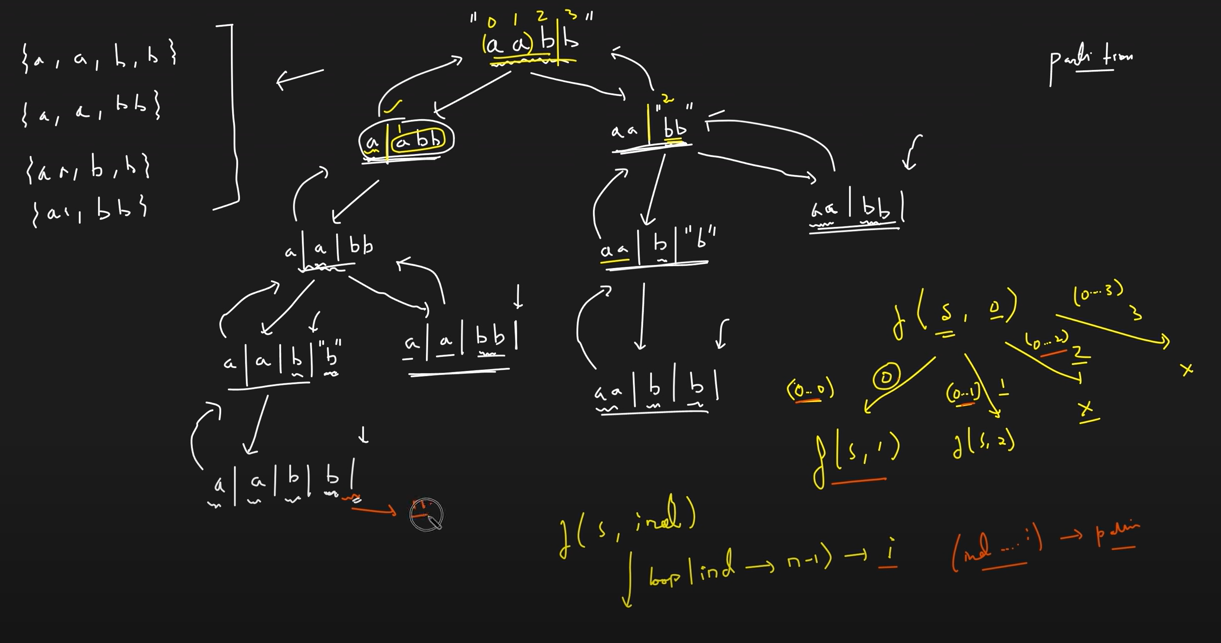 0 1 2 3
"(a a) b | b"
partition
{a, a, b, b}
{a, a, bb}
{aa, b, b}
{aa, bb}
a | abb
1
2
aa | "bb"
aa | bb |
a | a | bb
aa | b | "b"
a | a | b | "b"
a | a | bb |
aa | b | b |
a | a | b | b |
f(s, 0)
(0...3)
3
x
(0...2)
2
x
(0...0)
0
(0...1)
1
f(s, 1)
f(s, 2)
f(s, ind)
loop(ind → n-1) → i
(ind ... i) → palin